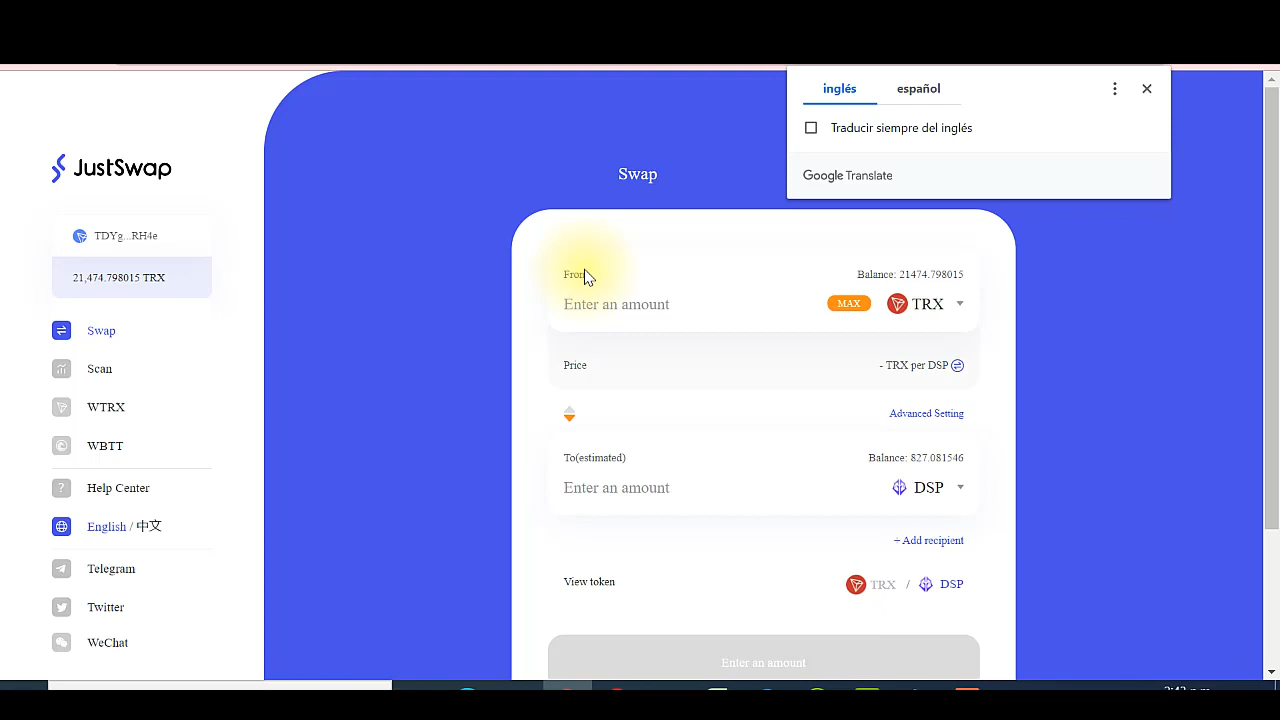 inglés español
Traducir siempre del inglés
Google Translate
JustSwap
TDYg...RH4e
21,474.798015 TRX
Swap
Scan
WTRX
WBTT
Help Center
English / 中文
Telegram
Twitter
WeChat
Swap
From
Balance: 21474.798015
Enter an amount
MAX
TRX
Price
- TRX per DSP
Advanced Setting
To(estimated)
Balance: 827.081546
Enter an amount
DSP
+ Add recipient
View token
TRX / DSP
Enter an amount